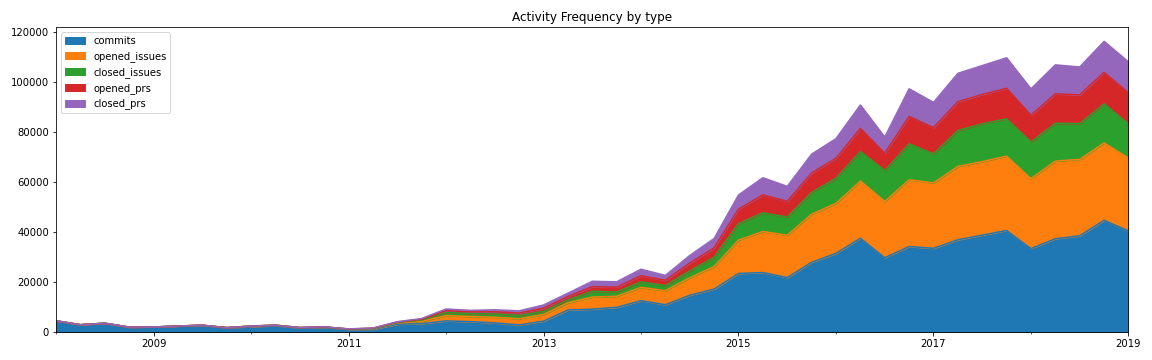 Activity Frequency by type
commits
opened_issues
closed_issues
opened_prs
closed_prs
120000
100000
80000
60000
40000
20000
0
2009
2011
2013
2015
2017
2019